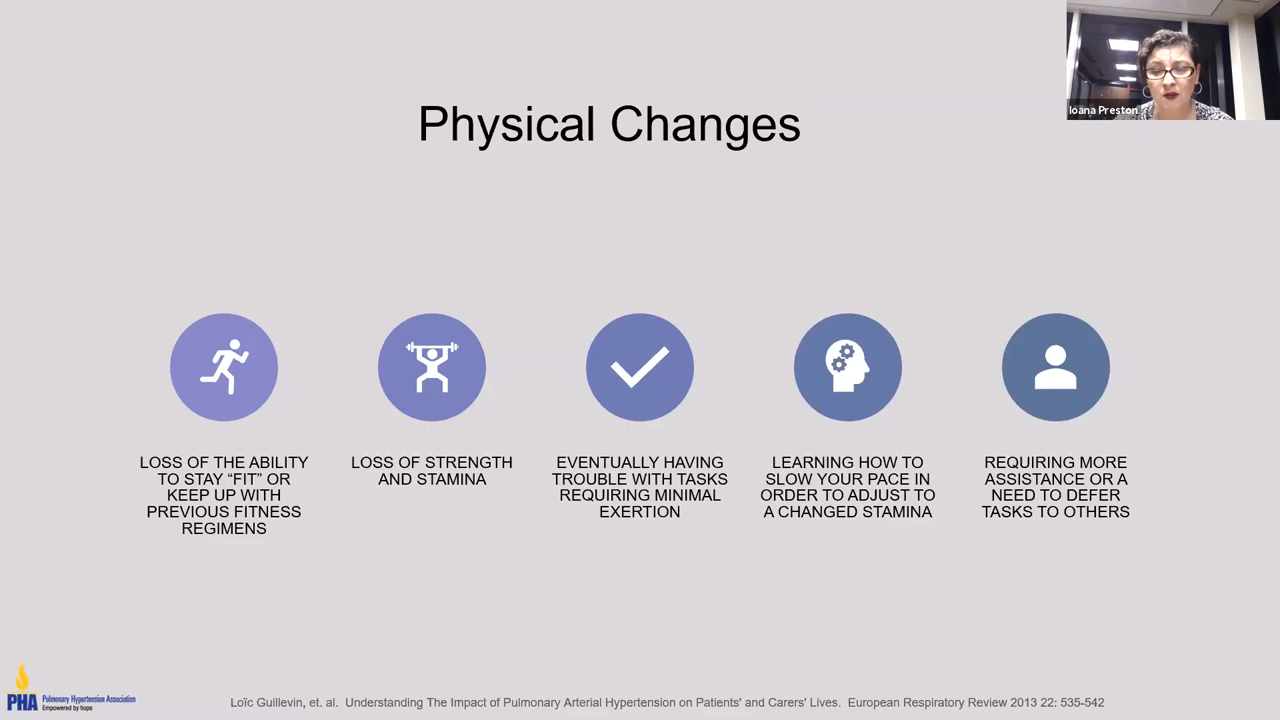 Ioana Preston
Physical Changes
LOSS OF THE ABILITY
TO STAY “FIT” OR
KEEP UP WITH
PREVIOUS FITNESS
REGIMENS
LOSS OF STRENGTH
AND STAMINA
EVENTUALLY HAVING
TROUBLE WITH TASKS
REQUIRING MINIMAL
EXERTION
LEARNING HOW TO
SLOW YOUR PACE IN
ORDER TO ADJUST TO
A CHANGED STAMINA
REQUIRING MORE
ASSISTANCE OR A
NEED TO DEFER
TASKS TO OTHERS
PHA Pulmonary Hypertension Association
Empowered by hope
Loïc Guillevin, et. al. Understanding The Impact of Pulmonary Arterial Hypertension on Patients' and Carers' Lives. European Respiratory Review 2013 22: 535-542